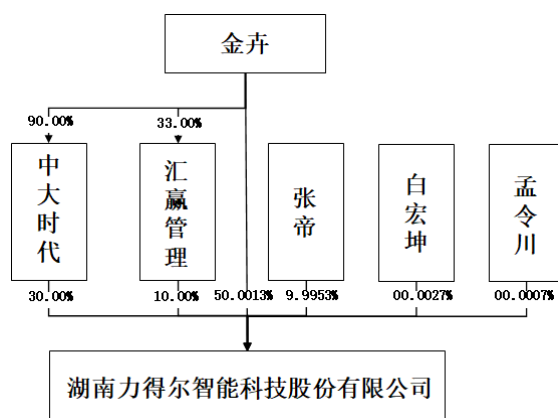 金卉
90.00%
33.00%
中大时代
汇赢管理
张帝
白宏坤
孟令川
30.00%
10.00%
50.0013%
9.9953%
00.0027%
00.0007%
湖南力得尔智能科技股份有限公司